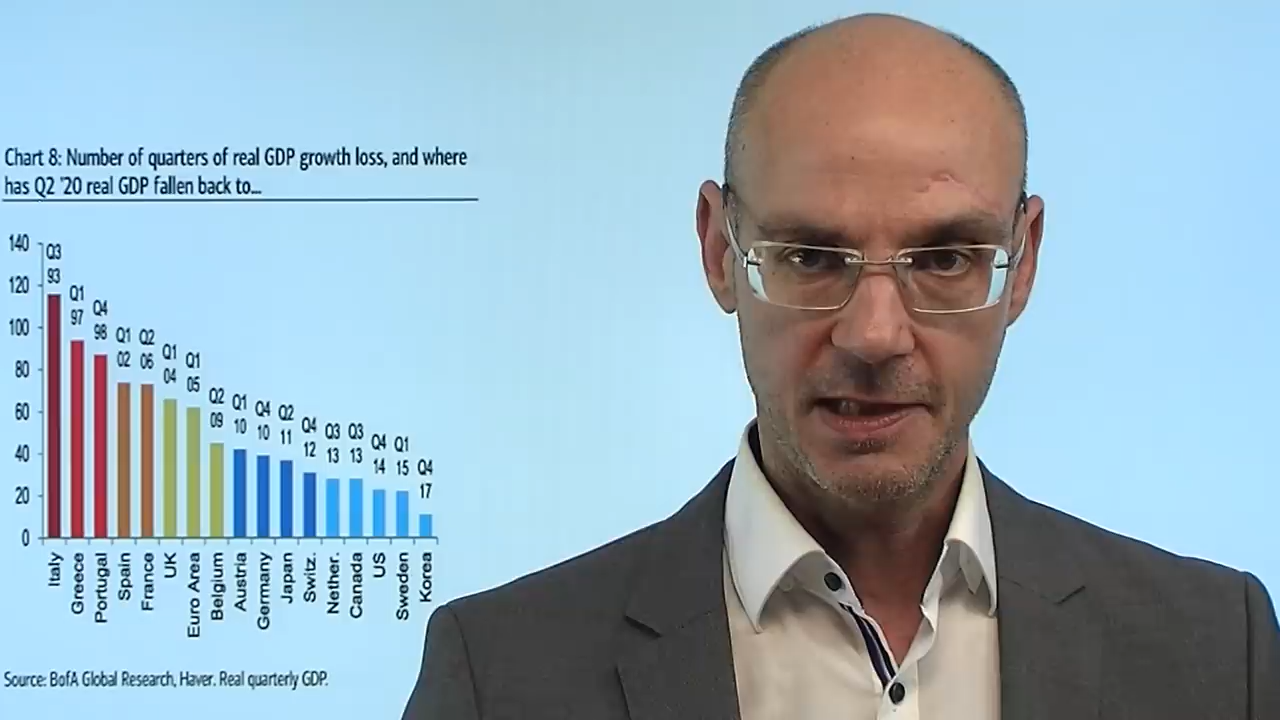 Chart 8: Number of quarters of real GDP growth loss, and where
has Q2 '20 real GDP fallen back to...
140
120
100
80
60
40
20
0
Q3
93
Q1
97
Q4
98
Q1
02
Q2
06
Q1
04
Q1
05
Q2
09
Q1
10
Q4
10
Q2
11
Q4
12
Q3
13
Q3
13
Q4
14
Q1
15
Q4
17
Italy
Greece
Portugal
Spain
France
UK
Euro Area
Belgium
Austria
Germany
Japan
Switz.
Nether.
Canada
US
Sweden
Korea
Source: BofA Global Research, Haver. Real quarterly GDP.